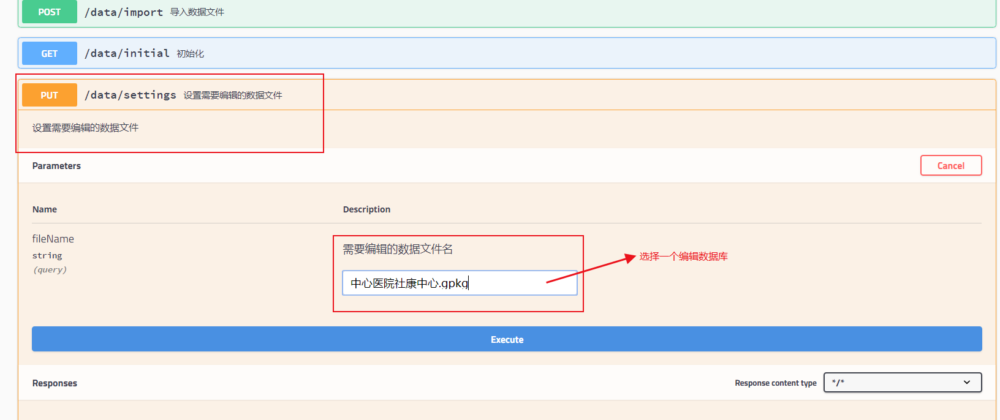 POST /data/import 导入数据文件
GET /data/initial 初始化
PUT /data/settings 设置需要编辑的数据文件
设置需要编辑的数据文件
Parameters
Cancel
Name Description
fileName
需要编辑的数据文件名
string
选择一个编辑数据库
(query)
中心医院社康中心.gpkg
Execute
Responses
Response content type */*